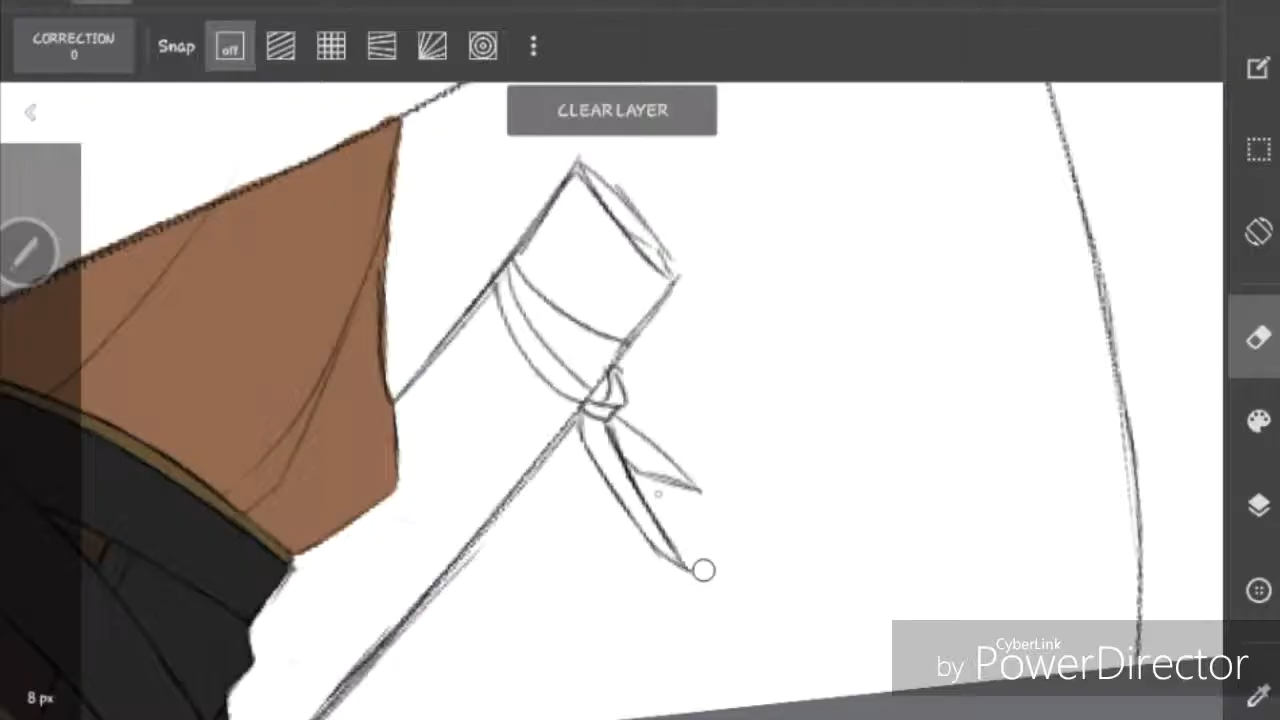 CORRECTION
0
Snap
off
CLEAR LAYER
8 px
CyberLink
by PowerDirector